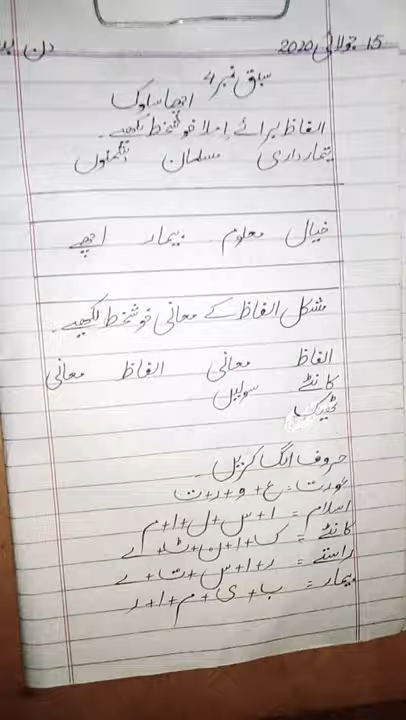 15 جولائی 2020 دن بد
سبق نمبر 4
اچھا سلوک
الفاظ برائے املا خوشخط لکھیے۔
تیمارداری مسلمان
خیال معلوم بیمار اچھے
مشکل الفاظ کے معانی خوشخط لکھیے۔
الفاظ معانی الفاظ معانی
کانٹے سولیں
حروف الگ کریں۔
عورت = ع + و + ر + ت
اسلام = ا + س + ل + ا + م
کانٹے = ک + ا + ن + ٹ + ے
راستے = ر + ا + س + ت + ے
بیمار = ب + ی + م + ا + ر